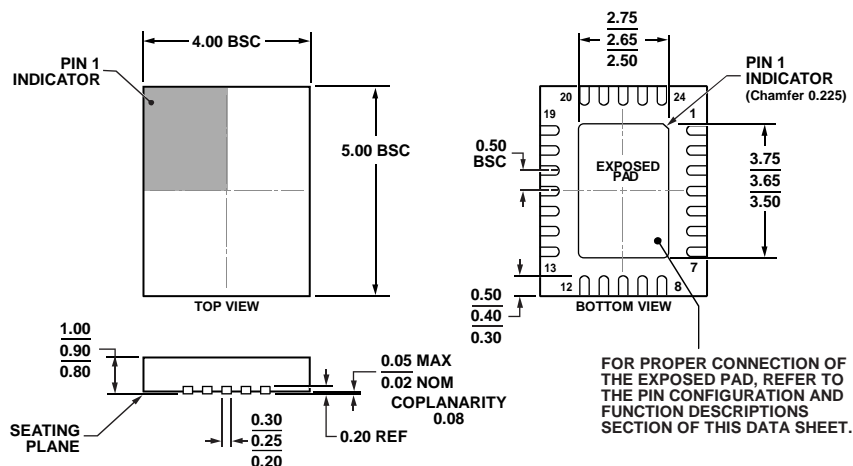 4.00 BSC
PIN 1
INDICATOR
5.00 BSC
TOP VIEW
2.75
2.65
2.50
PIN 1
INDICATOR
(Chamfer 0.225)
20
24
19
1
0.50
BSC
EXPOSED
PAD
3.75
3.65
3.50
13
7
12
8
BOTTOM VIEW
0.50
0.40
0.30
1.00
0.90
0.80
0.05 MAX
0.02 NOM
COPLANARITY
0.08
SEATING
PLANE
0.30
0.25
0.20
0.20 REF
FOR PROPER CONNECTION OF
THE EXPOSED PAD, REFER TO
THE PIN CONFIGURATION AND
FUNCTION DESCRIPTIONS
SECTION OF THIS DATA SHEET.